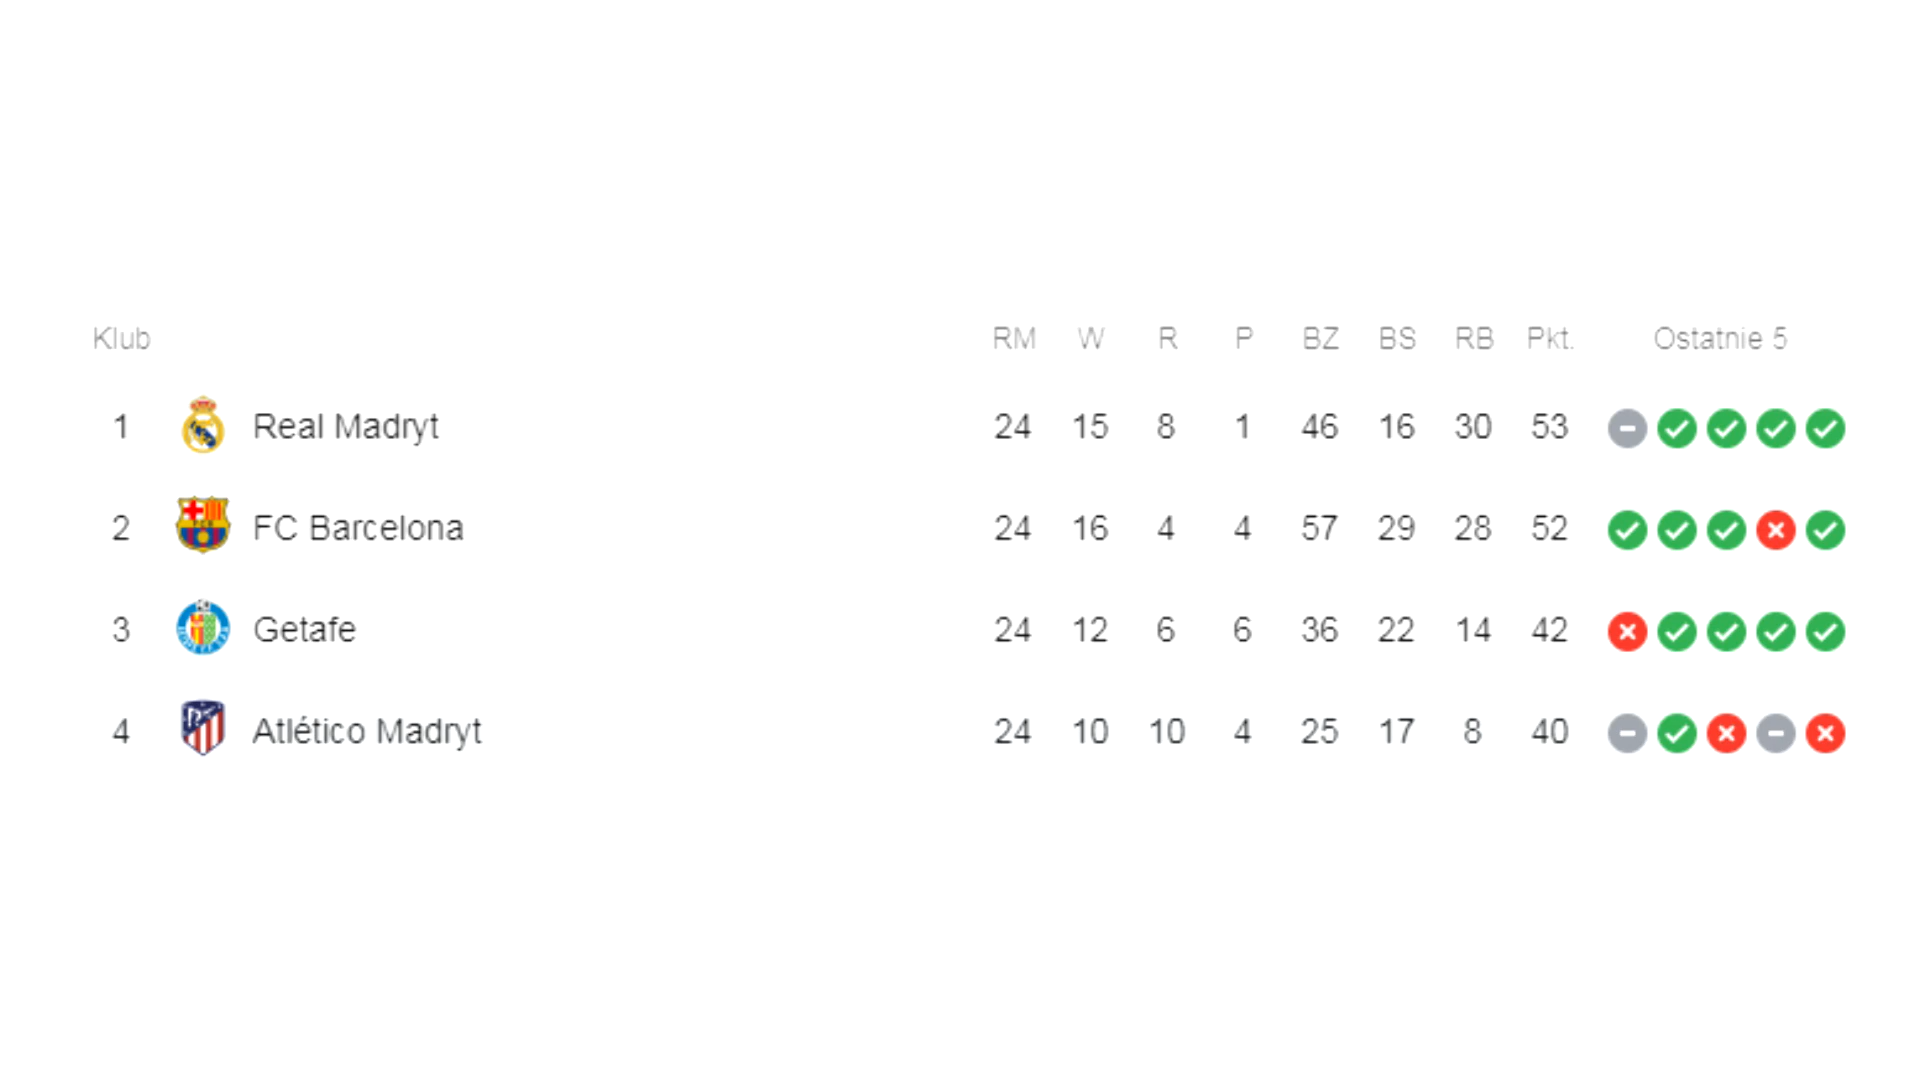 Klub RM W R P BZ BS RB Pkt. Ostatnie 5
1 Real Madryt 24 15 8 1 46 16 30 53
2 FC Barcelona 24 16 4 4 57 29 28 52
3 Getafe 24 12 6 6 36 22 14 42
4 Atlético Madryt 24 10 10 4 25 17 8 40